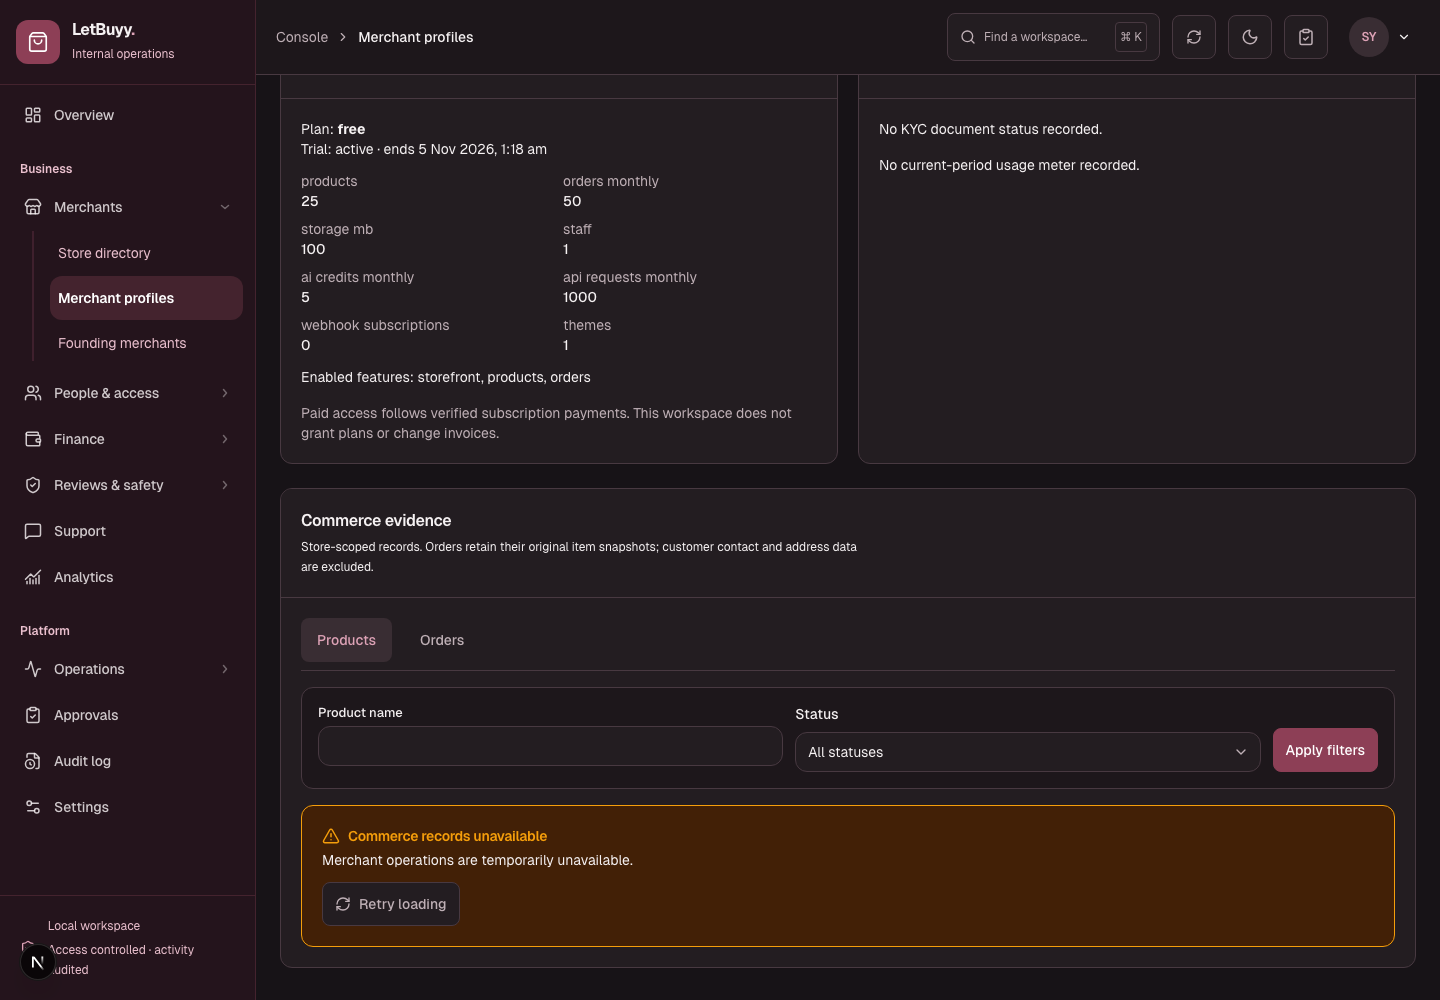 LetBuyy.
Internal operations
Overview
Business
Merchants
Store directory
Merchant profiles
Founding merchants
People & access
Finance
Reviews & safety
Support
Analytics
Platform
Operations
Approvals
Audit log
Settings
Local workspace
Access controlled · activity
audited
N
Console
Merchant profiles
Find a workspace...
⌘ K
SY
Plan: free
Trial: active · ends 5 Nov 2026, 1:18 am
products
25
orders monthly
50
storage mb
100
staff
1
ai credits monthly
5
api requests monthly
1000
webhook subscriptions
0
themes
1
Enabled features: storefront, products, orders
Paid access follows verified subscription payments. This workspace does not
grant plans or change invoices.
No KYC document status recorded.
No current-period usage meter recorded.
Commerce evidence
Store-scoped records. Orders retain their original item snapshots; customer contact and address data
are excluded.
Products
Orders
Product name
Status
All statuses
Apply filters
Commerce records unavailable
Merchant operations are temporarily unavailable.
Retry loading